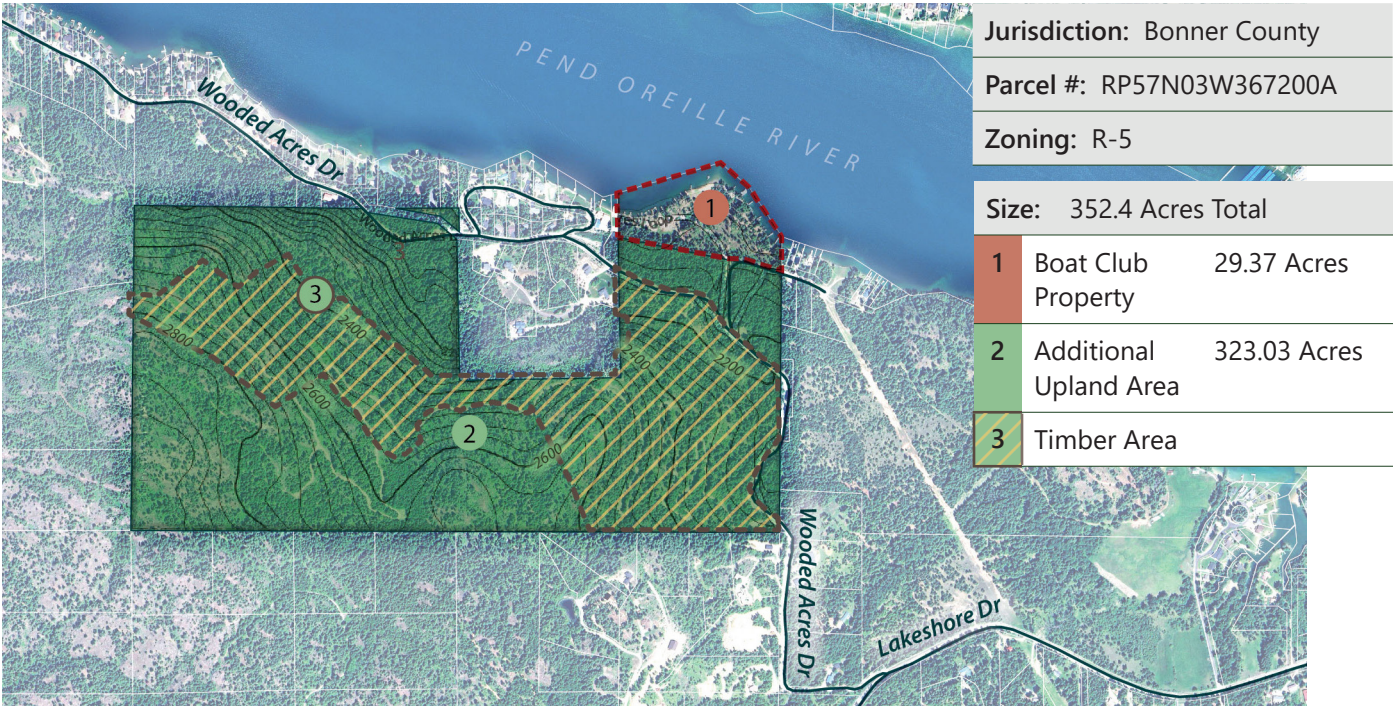 PEND OREILLE RIVER
Wooded Acres Dr
1
3
2400
2800
2600
2400
2200
2
2600
Wooded Acres Dr
Lakeshore Dr
Jurisdiction: Bonner County
Parcel #: RP57N03W367200A
Zoning: R-5
Size: 352.4 Acres Total
1 Boat Club 29.37 Acres
Property
2 Additional 323.03 Acres
Upland Area
3 Timber Area